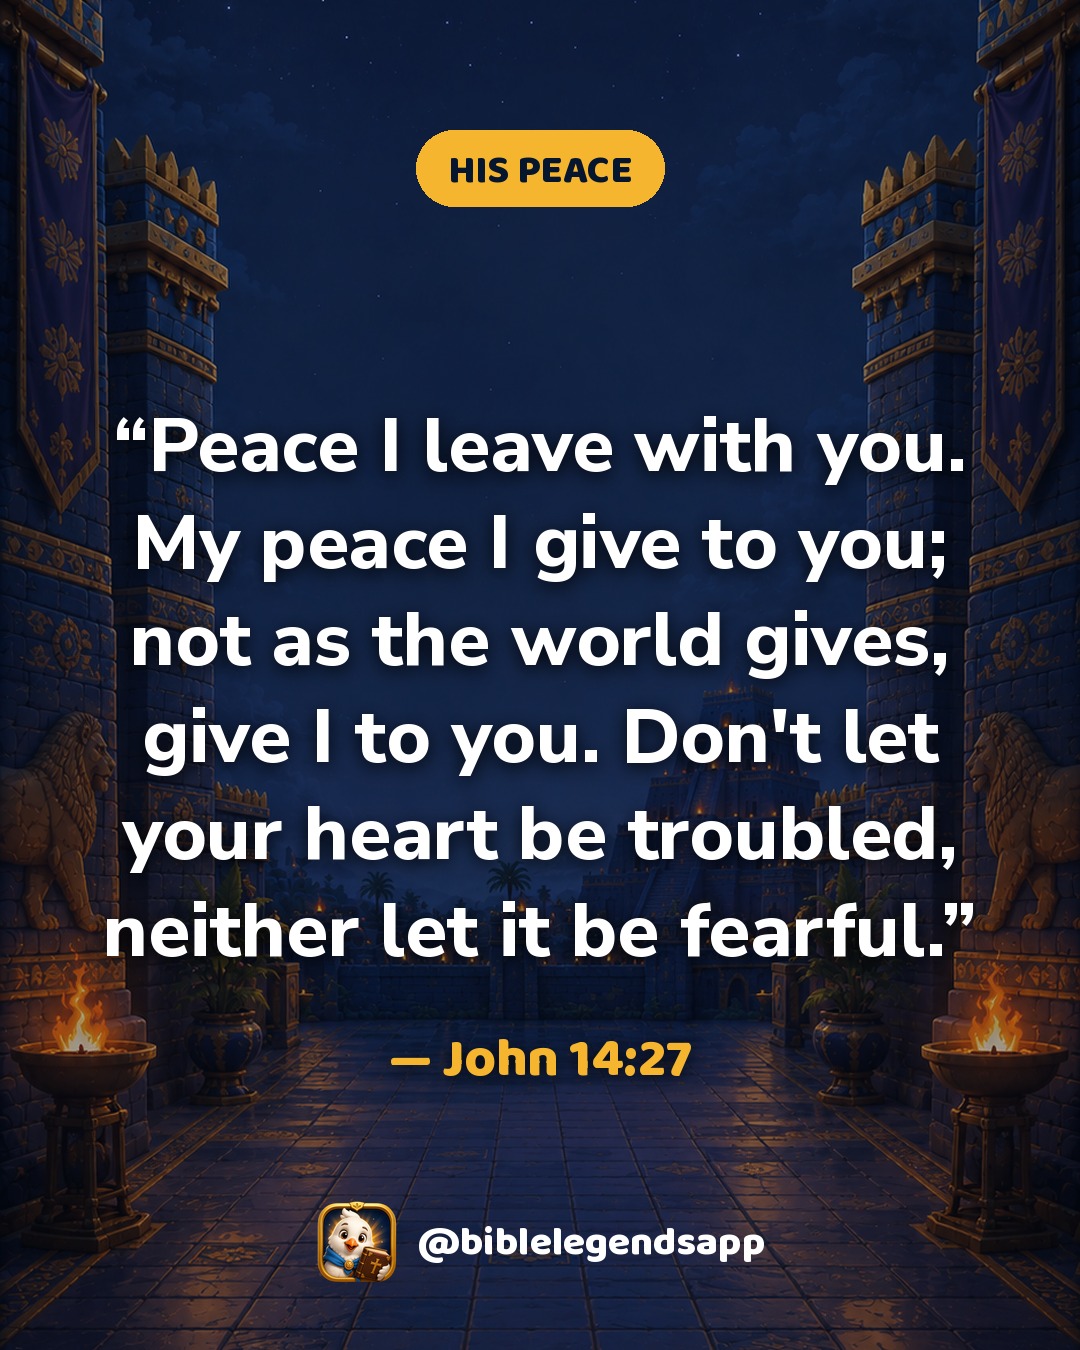 HIS PEACE
“Peace I leave with you.
My peace I give to you;
not as the world gives,
give I to you. Don't let
your heart be troubled,
neither let it be fearful.”
— John 14:27
@biblelegendsapp